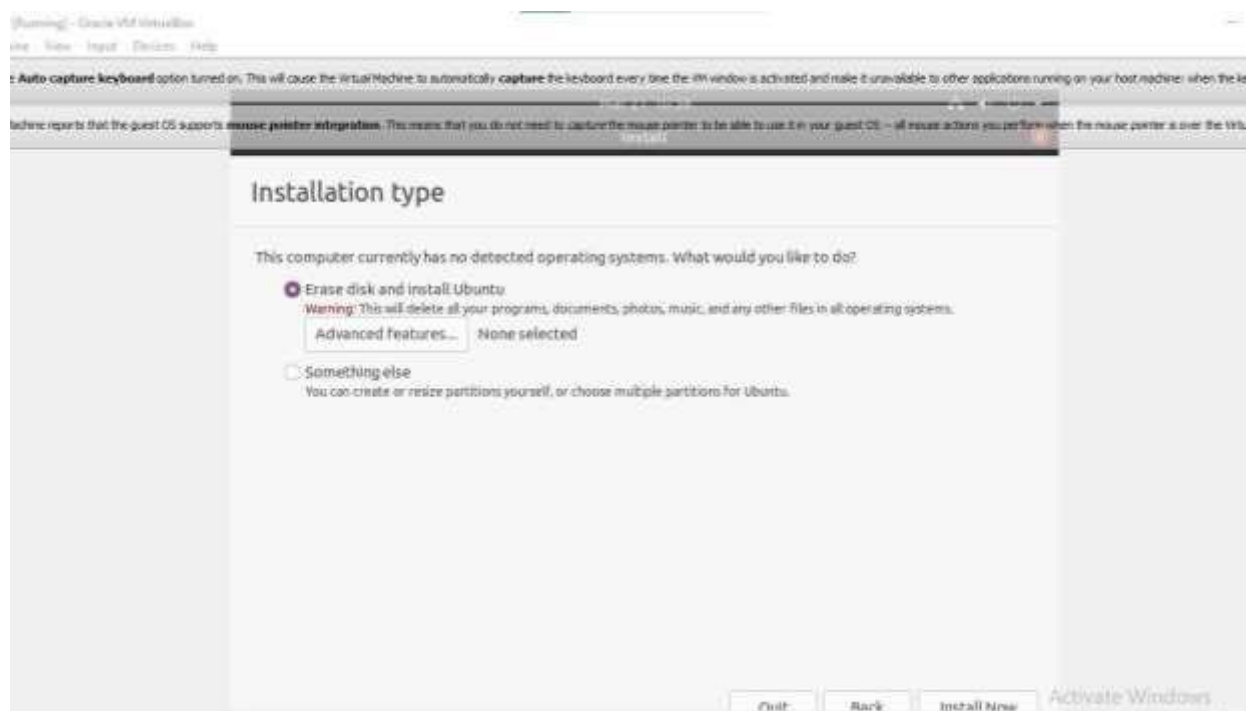 [Running] - Oracle VM VirtualBox
View Input Devices Help
Auto capture keyboard option turned on. This will cause the Virtual Machine to automatically capture the keyboard every time the VM window is activated and make it unavailable to other applications running on your host machine: when the
achine reports that the guest OS supports mouse pointer integration. This means that you do not need to capture the mouse pointer to be able to use it in your guest OS -- all mouse actions you perform when the mouse pointer is over the
Install
Installation type
This computer currently has no detected operating systems. What would you like to do?
Erase disk and install Ubuntu
Warning: This will delete all your programs, documents, photos, music, and any other files in all operating systems.
Advanced features... None selected
Something else
You can create or resize partitions yourself, or choose multiple partitions for Ubuntu.
Quit Back Install Now
Activate Windows